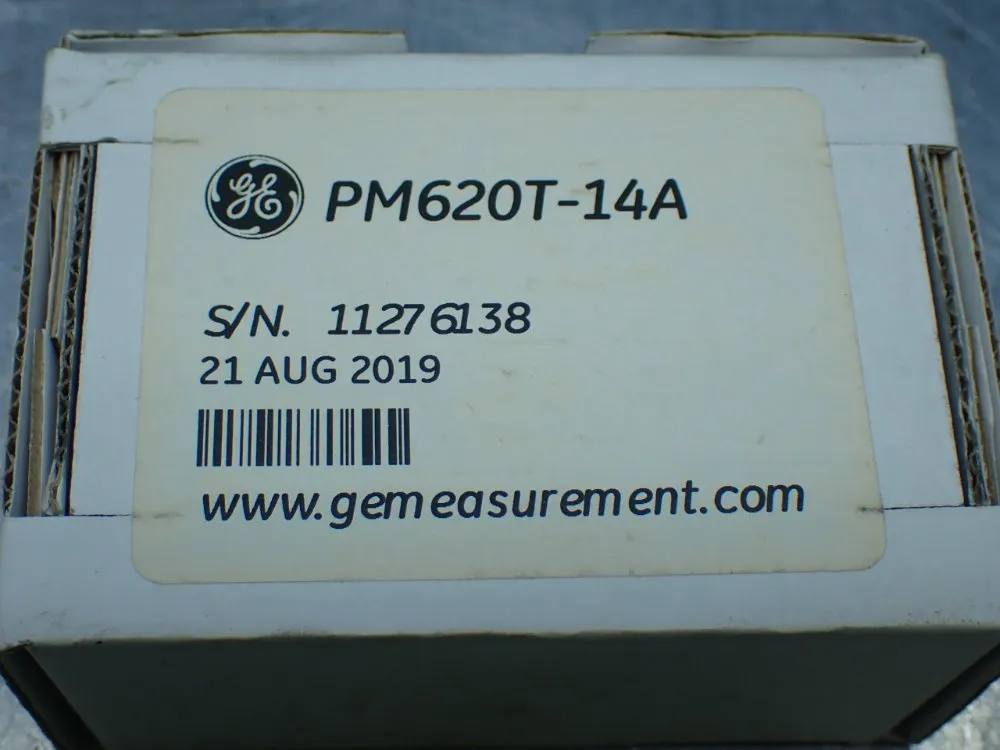 GE PM620T-14A
S/N. 11276138
21 AUG 2019
www.gemeasurement.com